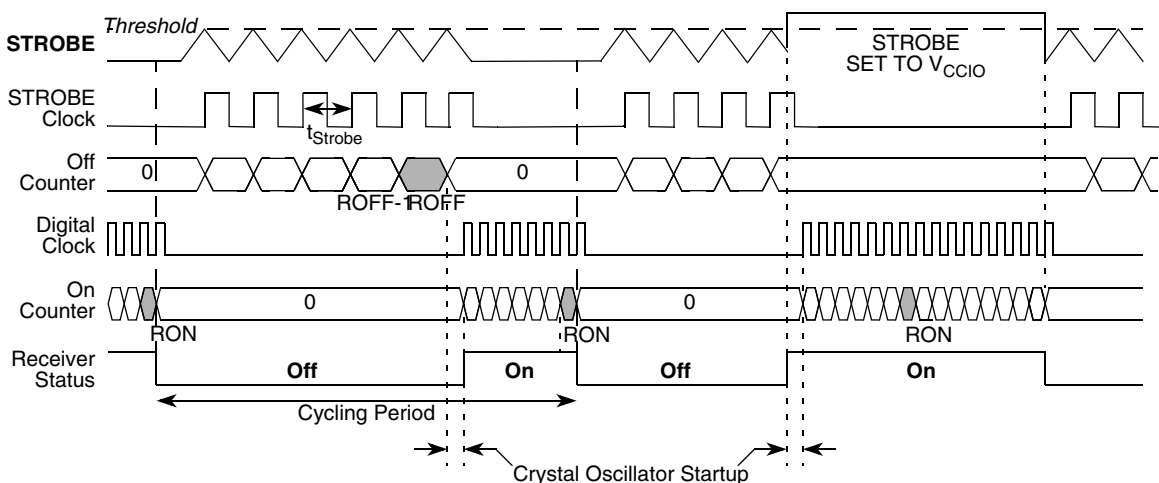 Threshold
STROBE
STROBE
SET TO VCCIO
STROBE
Clock
tStrobe
Off
Counter
0
0
ROFF-1
ROFF
Digital
Clock
On
Counter
0
0
RON
RON
RON
Receiver
Status
Off
On
Off
On
Cycling Period
Crystal Oscillator Startup